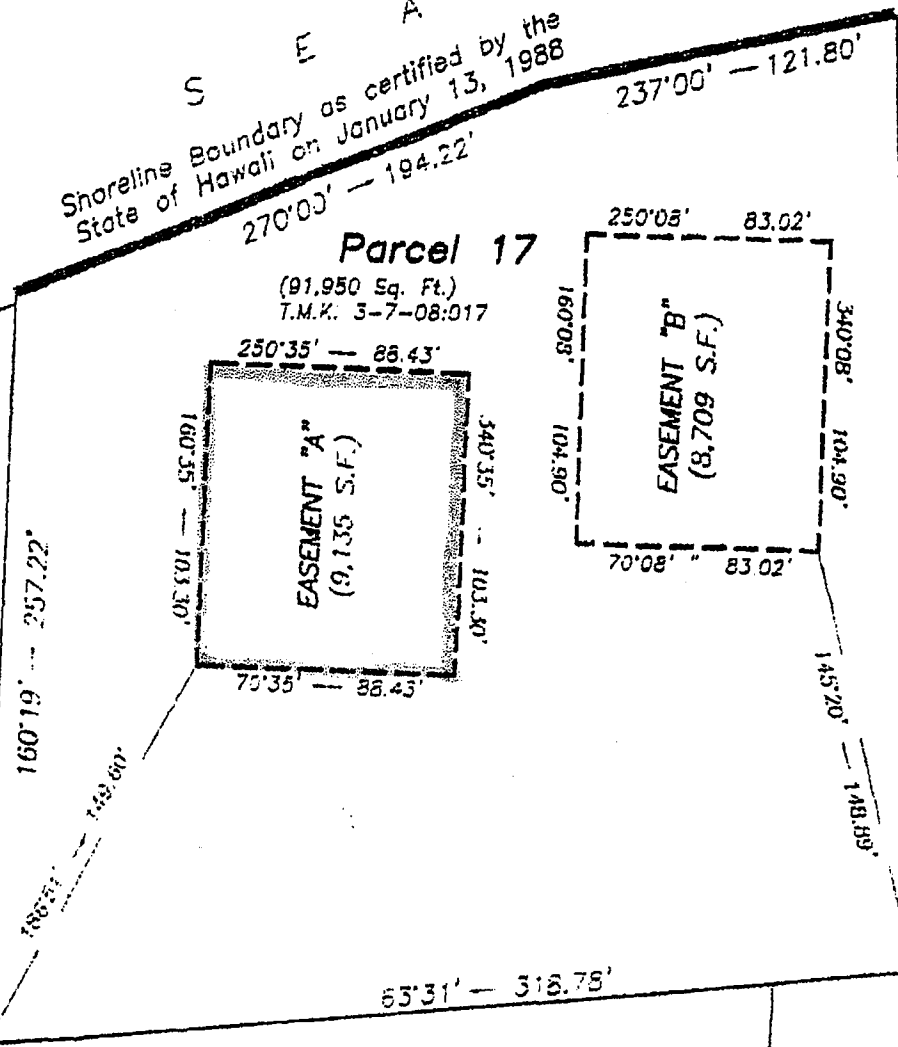 S E A
Shoreline Boundary as certified by the
State of Hawaii on January 13, 1988
270°00' — 194.22'
237°00' — 121.80'
Parcel 17
(91,950 Sq. Ft.)
T.M.K. 3-7-08:017
250°08' 83.02'
160°08' 104.90'
EASEMENT "B"
(8,709 S.F.)
340°08' 104.90'
70°08' " 83.02'
250°35' — 88.43'
160°35' — 103.30'
EASEMENT "A"
(9,135 S.F.)
340°35' — 103.30'
70°35' — 88.43'
160°19' — 257.22'
149.60'
145°20' — 148.89'
63°31' — 318.78'